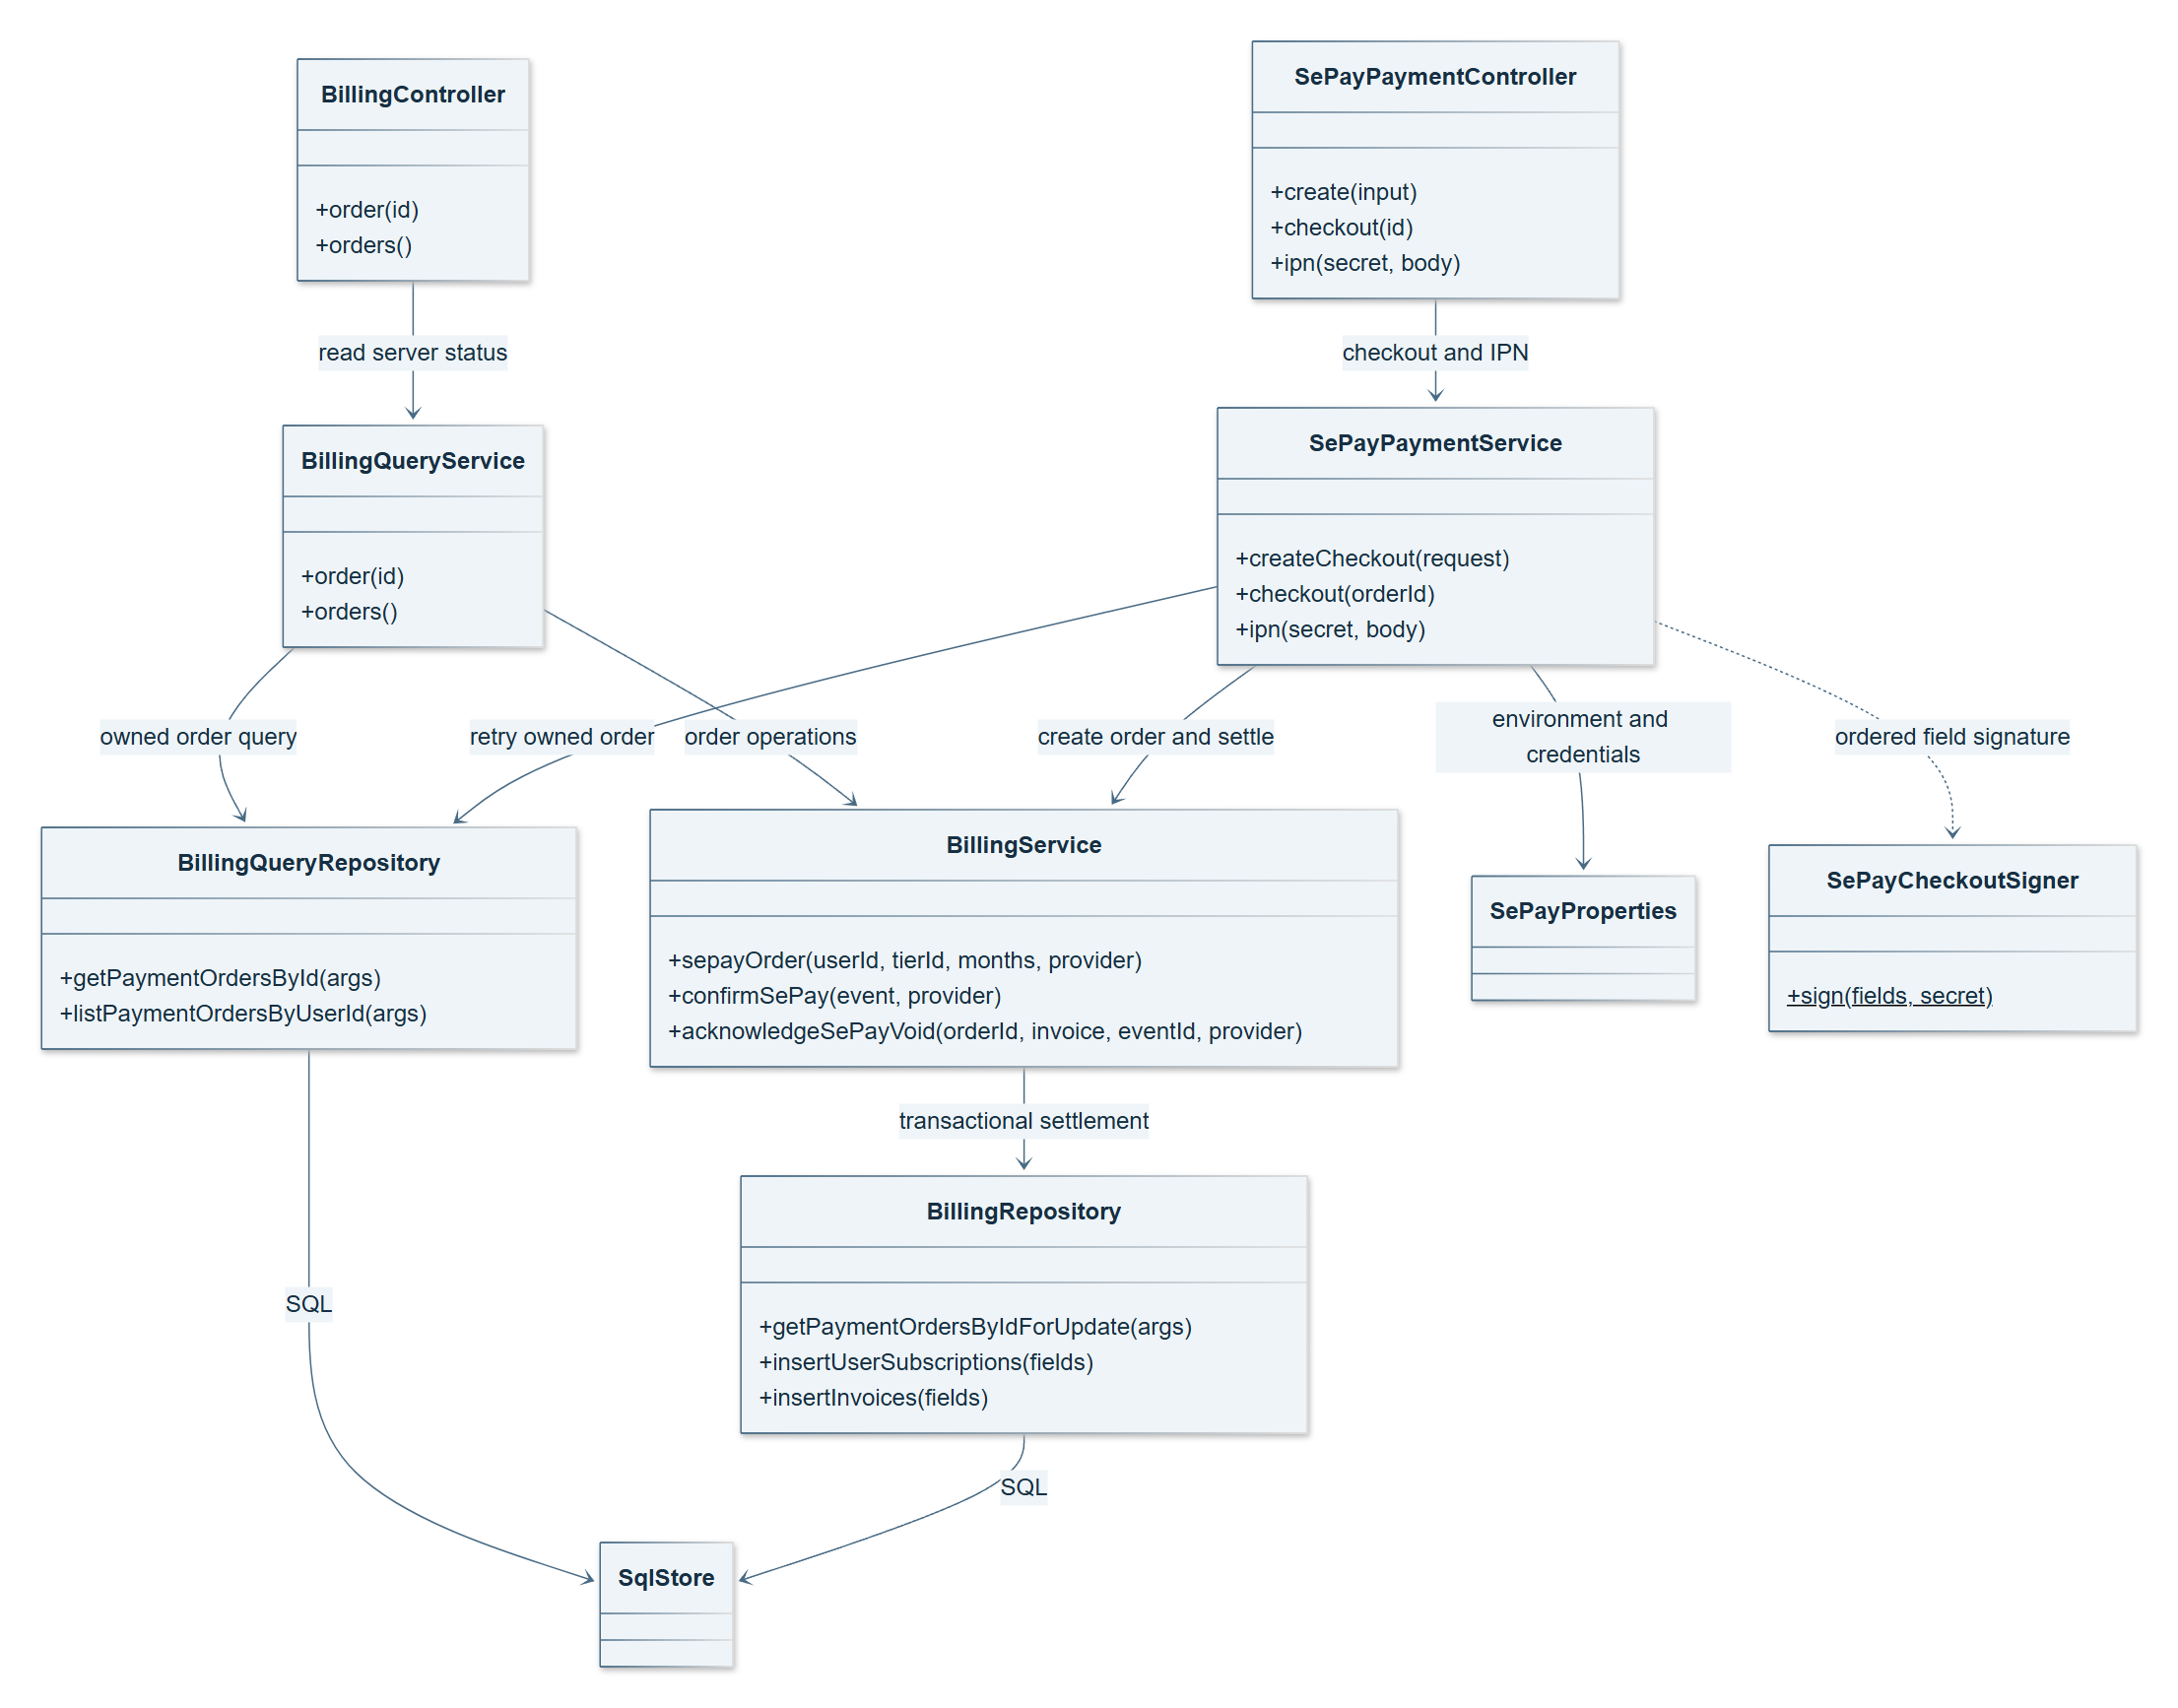 BillingController
+order(id)
+orders()
SePayPaymentController
+create(input)
+checkout(id)
+ipn(secret, body)
read server status
checkout and IPN
BillingQueryService
+order(id)
+orders()
SePayPaymentService
+createCheckout(request)
+checkout(orderId)
+ipn(secret, body)
owned order query
retry owned order
order operations
create order and settle
environment and
credentials
ordered field signature
BillingQueryRepository
+getPaymentOrdersById(args)
+listPaymentOrdersByUserId(args)
BillingService
+sepayOrder(userId, tierId, months, provider)
+confirmSePay(event, provider)
+acknowledgeSePayVoid(orderId, invoice, eventId, provider)
SePayProperties
SePayCheckoutSigner
+sign(fields, secret)
transactional settlement
BillingRepository
+getPaymentOrdersByIdForUpdate(args)
+insertUserSubscriptions(fields)
+insertInvoices(fields)
SQL
SQL
SqlStore